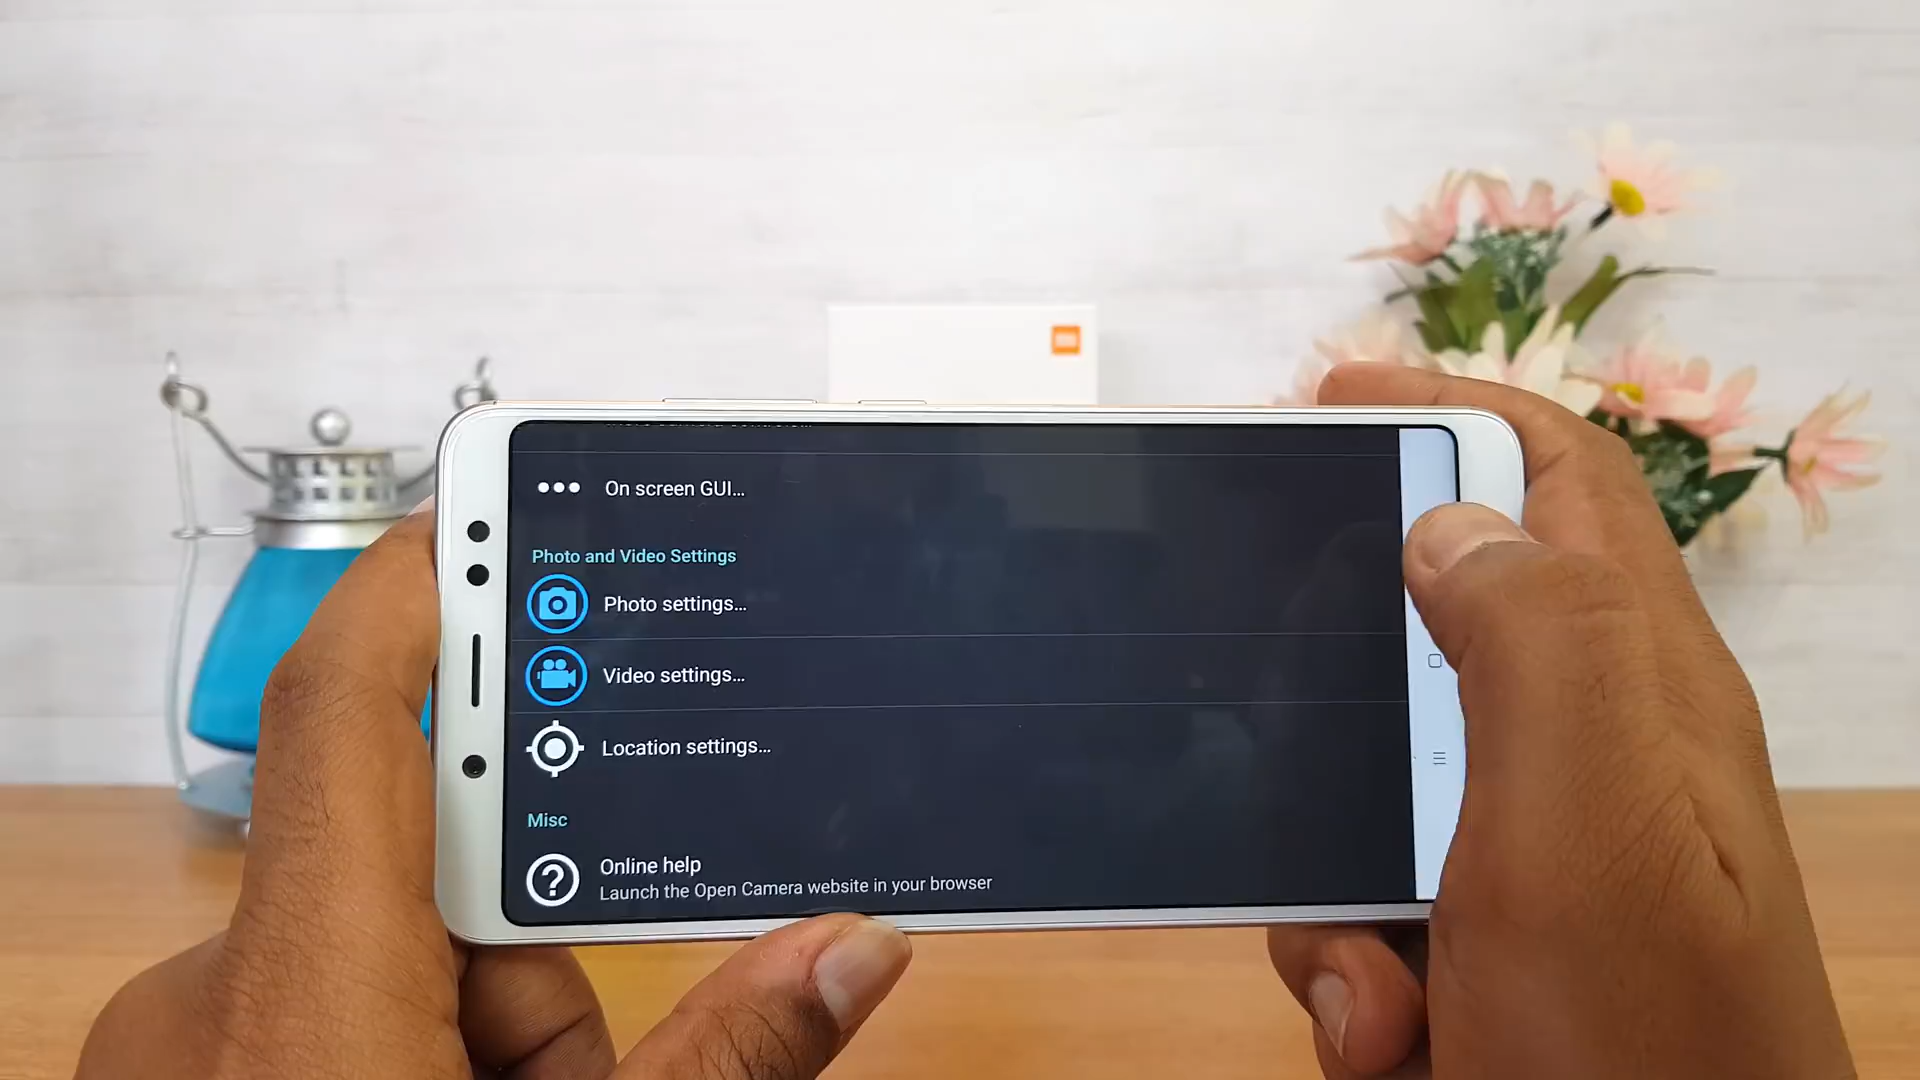 On screen GUI...
Photo and Video Settings
Photo settings...
Video settings...
Location settings...
Misc
Online help
Launch the Open Camera website in your browser